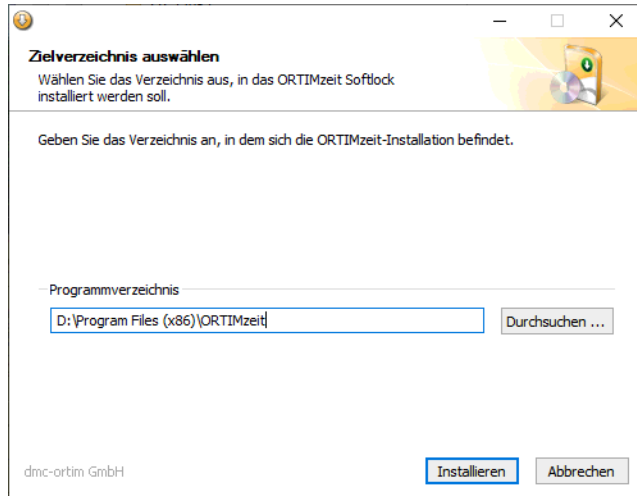 Zielverzeichnis auswählen
Wählen Sie das Verzeichnis aus, in das ORTIMzeit Softlock
installiert werden soll.
Geben Sie das Verzeichnis an, in dem sich die ORTIMzeit-Installation befindet.
Programmverzeichnis
D:\Program Files (x86)\ORTIMzeit
Durchsuchen ...
dmc-ortim GmbH
Installieren
Abbrechen